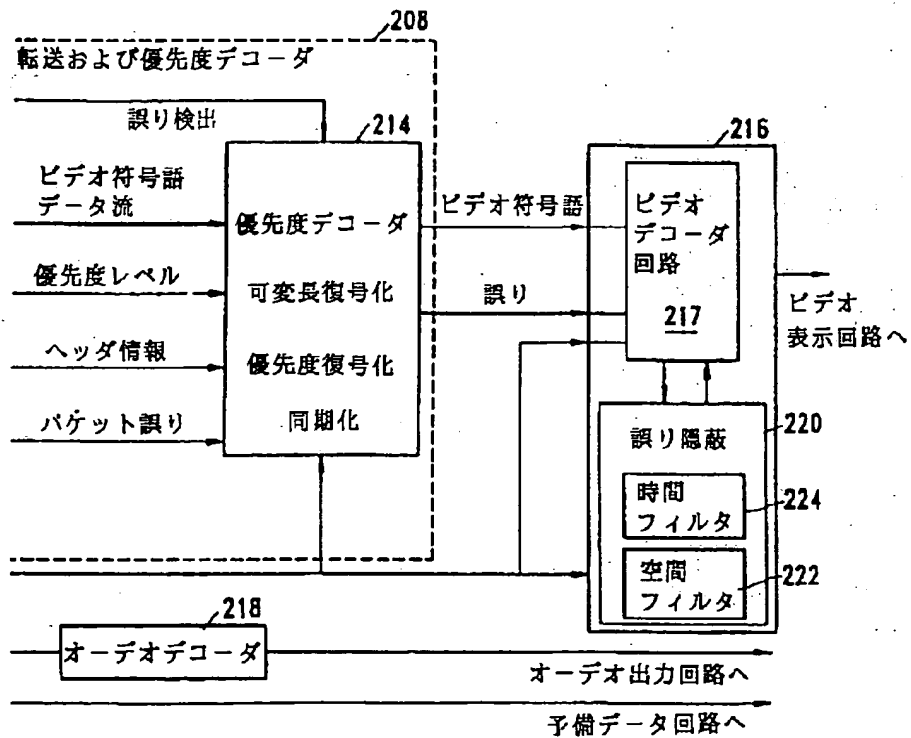 208
転送および優先度デコーダ
誤り検出
214
216
ビデオ符号語
データ流
優先度デコーダ
ビデオ符号語
ビデオ
デコーダ
回路
217
優先度レベル
可変長復号化
誤り
ビデオ
表示回路へ
ヘッダ情報
優先度復号化
パケット誤り
同期化
誤り隠蔽
220
時間
フィルタ
224
空間
フィルタ
222
218
オーデオデコーダ
オーデオ出力回路へ
予備データ回路へ